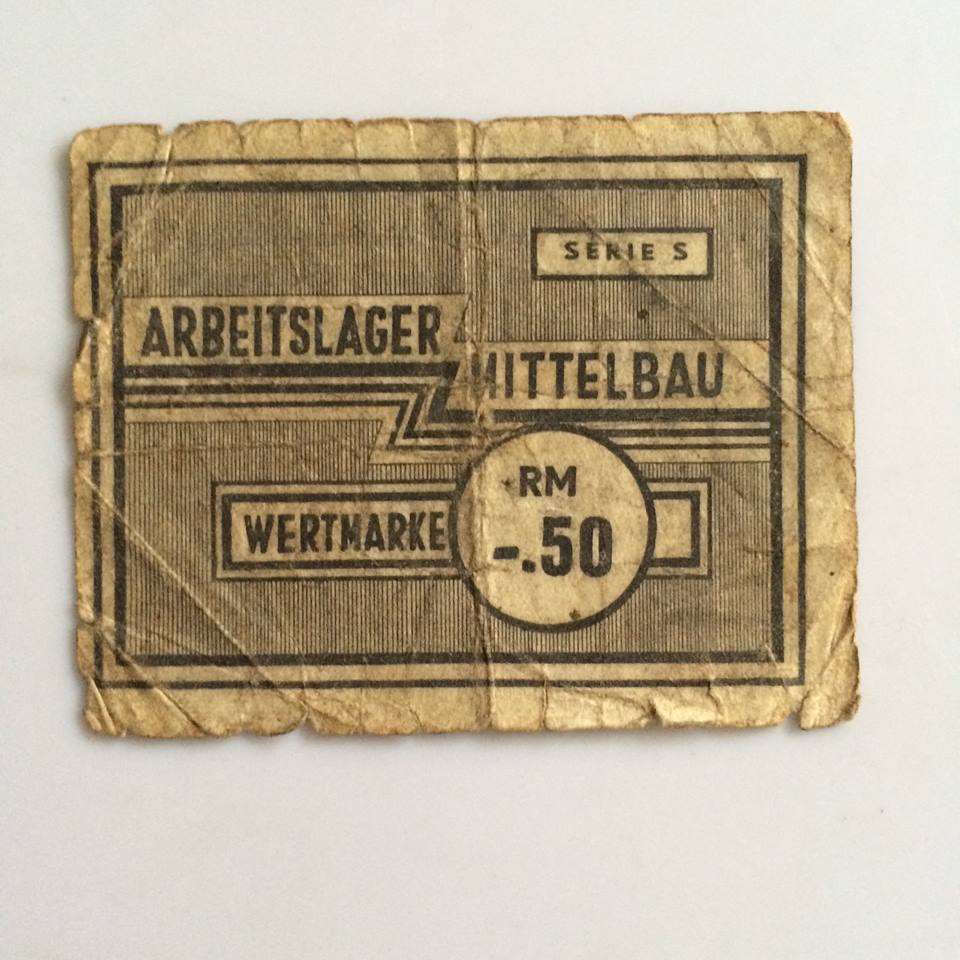 SERIE S
ARBEITSLAGER
MITTELBAU
WERTMARKE
RM
-.50